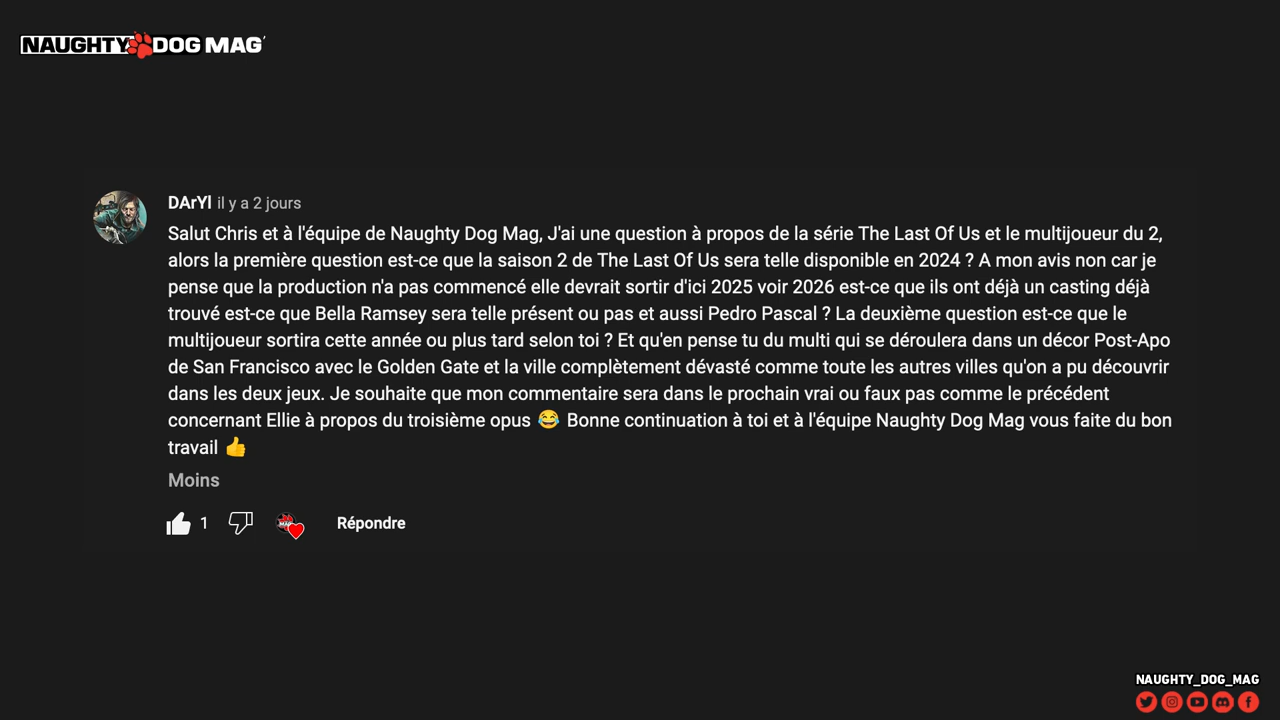 NAUGHTY DOG MAG'
DArYl il y a 2 jours
Salut Chris et à l'équipe de Naughty Dog Mag, J'ai une question à propos de la série The Last Of Us et le multijoueur du 2,
alors la première question est-ce que la saison 2 de The Last Of Us sera telle disponible en 2024 ? A mon avis non car je
pense que la production n'a pas commencé elle devrait sortir d'ici 2025 voir 2026 est-ce que ils ont déjà un casting déjà
trouvé est-ce que Bella Ramsey sera telle présent ou pas et aussi Pedro Pascal ? La deuxième question est-ce que le
multijoueur sortira cette année ou plus tard selon toi ? Et qu'en pense tu du multi qui se déroulera dans un décor Post-Apo
de San Francisco avec le Golden Gate et la ville complètement dévasté comme toute les autres villes qu'on a pu découvrir
dans les deux jeux. Je souhaite que mon commentaire sera dans le prochain vrai ou faux pas comme le précédent
concernant Ellie à propos du troisième opus 😂 Bonne continuation à toi et à l'équipe Naughty Dog Mag vous faite du bon
travail 👍
Moins
1 MAG Répondre
NAUGHTY_DOG_MAG